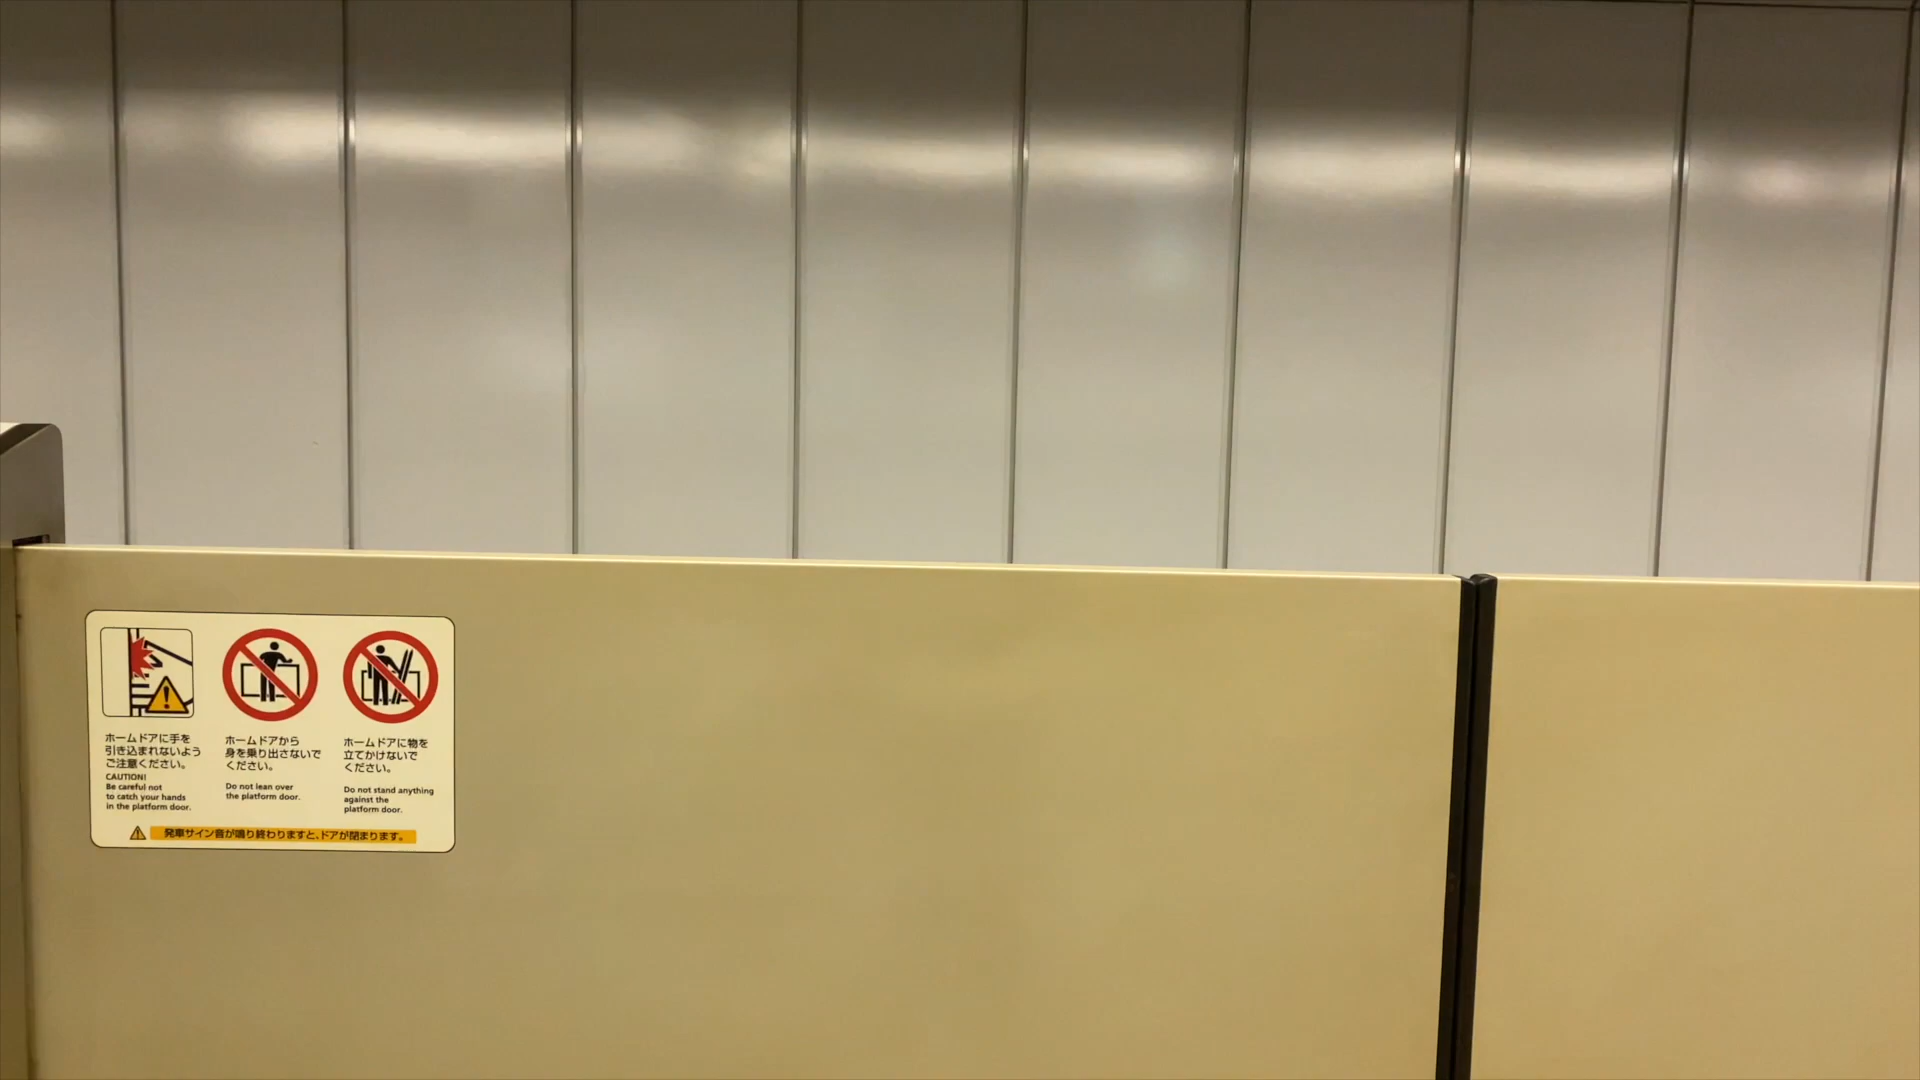 ホームドアに手を
引き込まれないよう
ご注意ください。
CAUTION!
Be careful not
to catch your hands
in the platform door.
ホームドアから
身を乗り出さないで
ください。
Do not lean over
the platform door.
ホームドアに物を
立てかけないで
ください。
Do not stand anything
against the
platform door.
発車サイン音が鳴り終わりますと、ドアが閉まります。